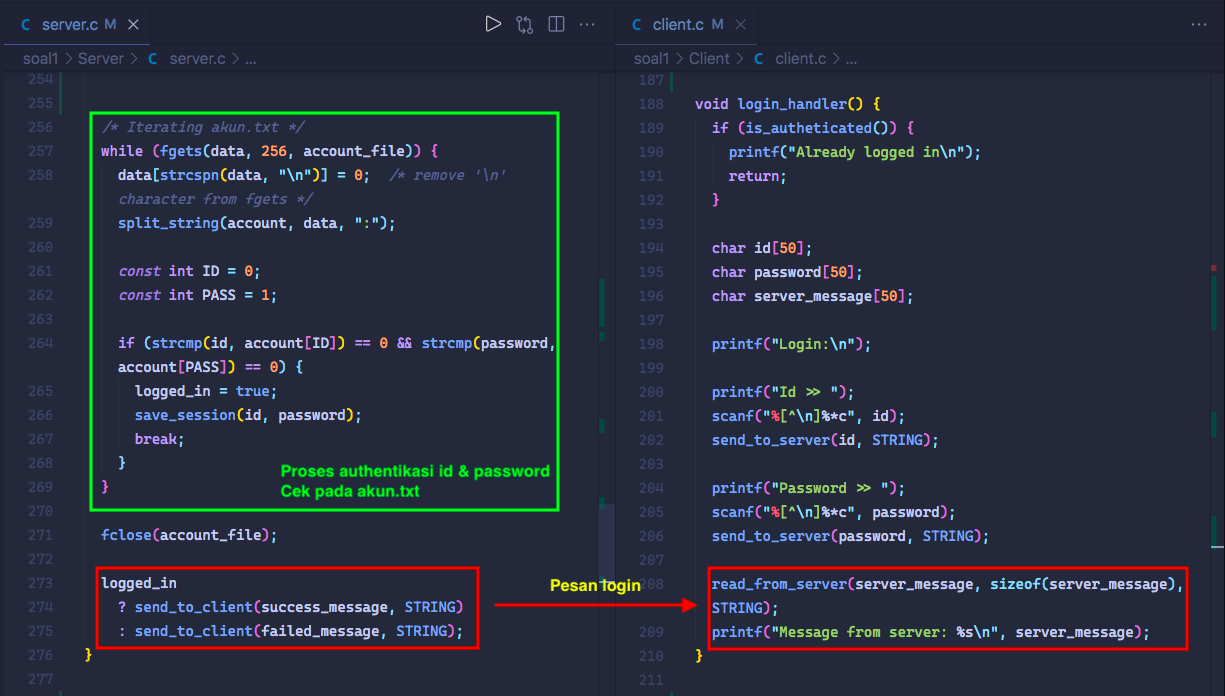 C server.c M ×
soal1 > Server > C server.c > ...
254
255
256 /* Iterating akun.txt */
257 while (fgets(data, 256, account_file)) {
258 data[strcspn(data, "\n")] = 0; /* remove '\n'
character from fgets */
259 split_string(account, data, ":");
260
261 const int ID = 0;
262 const int PASS = 1;
263
264 if (strcmp(id, account[ID]) == 0 && strcmp(password,
account[PASS]) == 0) {
265 logged_in = true;
266 save_session(id, password);
267 break;
268 }
269 }
Proses authentikasi id & password
Cek pada akun.txt
270
271 fclose(account_file);
272
273 logged_in
274 ? send_to_client(success_message, STRING)
275 : send_to_client(failed_message, STRING);
276 }
277
Pesan login
C client.c M ×
soal1 > Client > C client.c > ...
187
188 void login_handler() {
189 if (is_autheticated()) {
190 printf("Already logged in\n");
191 return;
192 }
193
194 char id[50];
195 char password[50];
196 char server_message[50];
197
198 printf("Login:\n");
199
200 printf("Id >> ");
201 scanf("%[^\n]%*c", id);
202 send_to_server(id, STRING);
203
204 printf("Password >> ");
205 scanf("%[^\n]%*c", password);
206 send_to_server(password, STRING);
207
208 read_from_server(server_message, sizeof(server_message),
STRING);
209 printf("Message from server: %s\n", server_message);
210 }
211